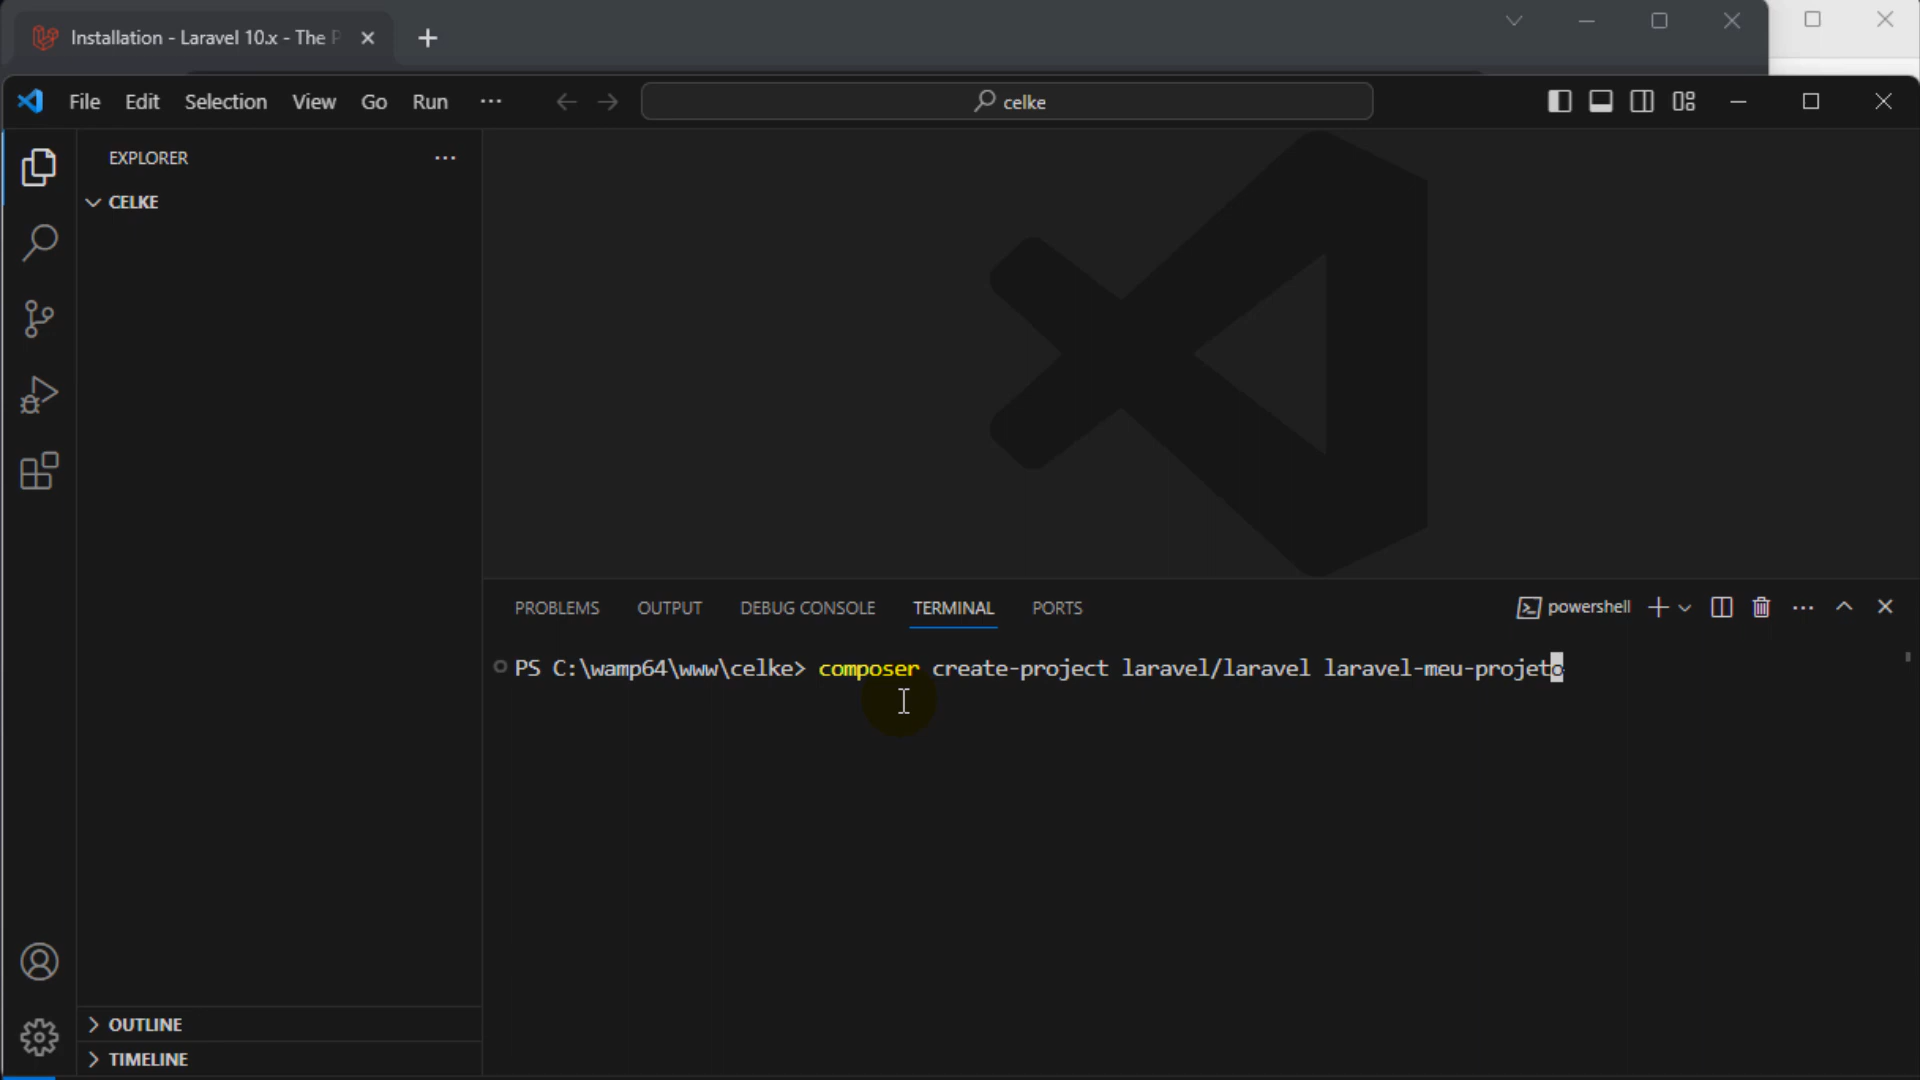 Installation - Laravel 10.x - The P
File Edit Selection View Go Run ···
celke
EXPLORER
CELKE
PROBLEMS OUTPUT DEBUG CONSOLE TERMINAL PORTS
powershell
PS C:\wamp64\www\celke> composer create-project laravel/laravel laravel-meu-projeto
OUTLINE
TIMELINE